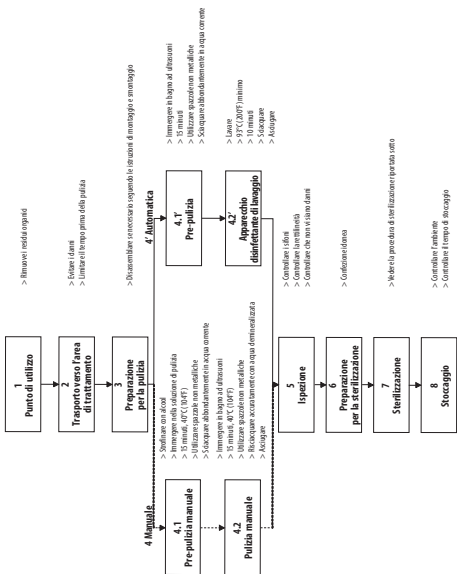 1
Punto di utilizzo
> Rimuovei residui organici
2
Trasporto verso l'area
di trattamento
> Evitare i danni
> Limitare il tempo prima della pulizia
3
Preparazione
per la pulizia
> Disassemblare se necessario seguendo le istruzioni di montaggio e smontaggio
4 Manuale
4.1
Pre-pulizia manuale
> Strofinare con alcool
> Immergere nella soluzione di pulizia
> 15 minuti, 40°C (104°F)
> Utilizzare spazzole non metalliche
> Sciacquare abbondantemente in acqua corrente
4.2
Pulizia manuale
> Immergere in bagno ad ultrasuoni
> 15 minuti, 40°C (104°F)
> Utilizzare spazzole non metalliche
> Risciacquare accuratamente con acqua demineralizzata
> Asciugare
4' Automatica
4.1'
Pre-pulizia
> Immergere in bagno ad ultrasuoni
> 15 minuti
> Utilizzare spazzole non metalliche
> Sciacquare abbondantemente in acqua corrente
4.2'
Apparecchio
disinfettante di lavaggio
> Lavare
> 93°C (200°F) minimo
> 10 minuti
> Sciacquare
> Asciugare
5
Ispezione
> Controllare i sifoni
> Controllare la rettilineità
> Controllare che non vi siano danni
6
Preparazione
per la sterilizzazione
> Confezione idonea
7
Sterilizzazione
> Vedere la procedura di sterilizzazione riportata sotto
8
Stoccaggio
> Controllare l'ambiente
> Controllare il tempo di stoccaggio